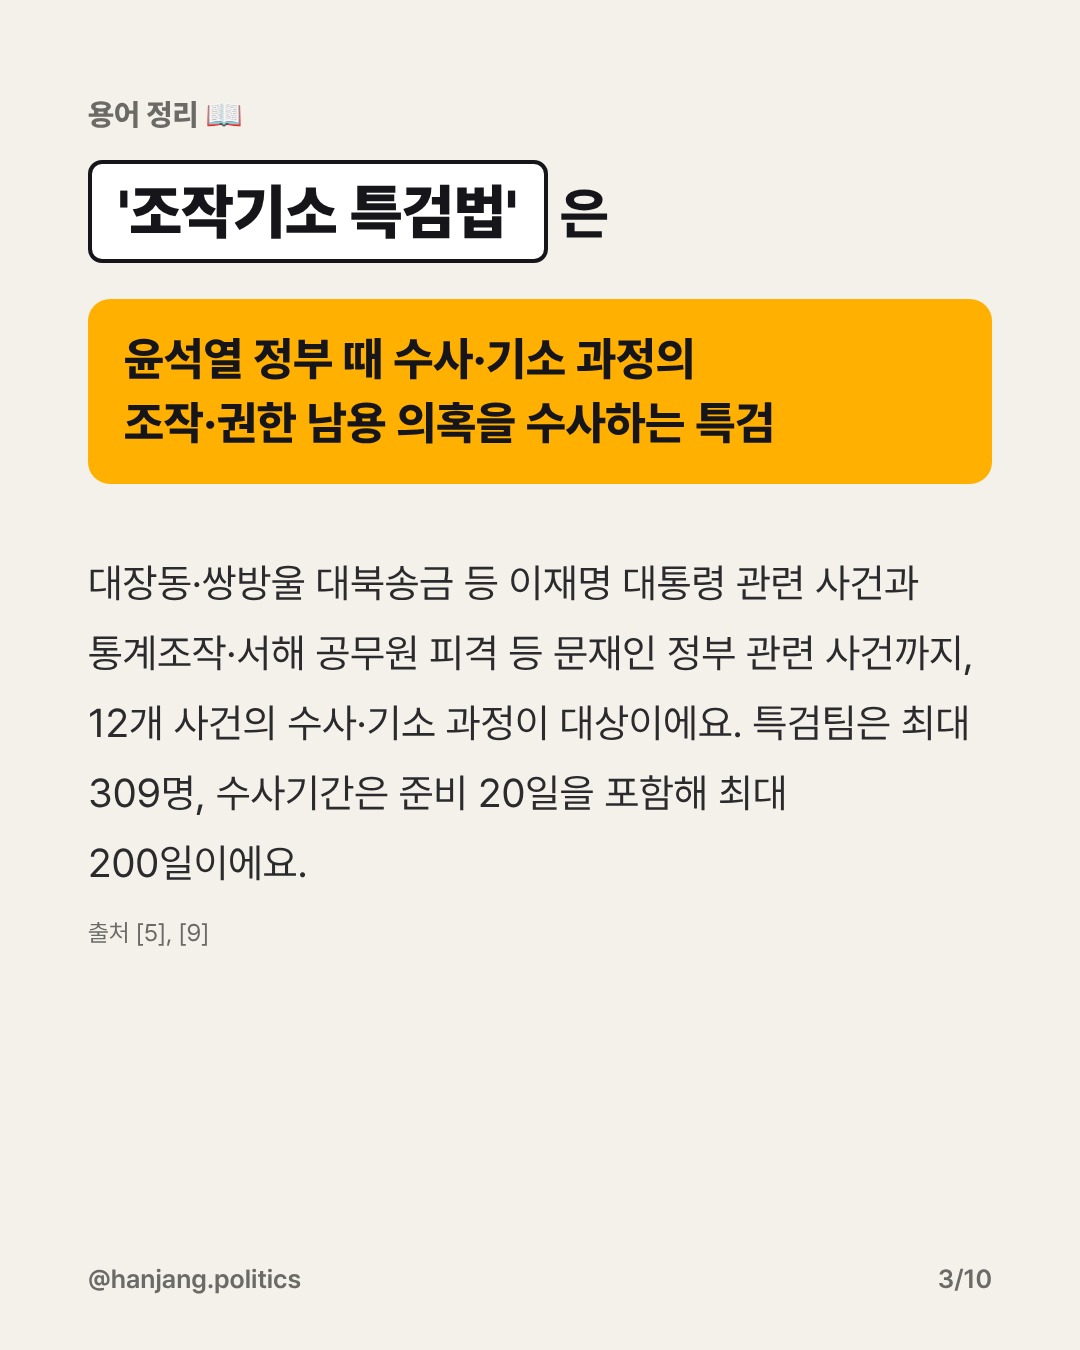 용어 정리 📖
'조작기소 특검법' 은
윤석열 정부 때 수사·기소 과정의
조작·권한 남용 의혹을 수사하는 특검
대장동·쌍방울 대북송금 등 이재명 대통령 관련 사건과
통계조작·서해 공무원 피격 등 문재인 정부 관련 사건까지,
12개 사건의 수사·기소 과정이 대상이에요. 특검팀은 최대
309명, 수사기간은 준비 20일을 포함해 최대
200일이에요.
출처 [5], [9]
@hanjang.politics
3/10